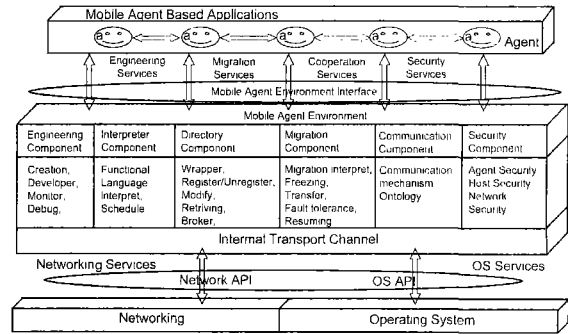 Mobile Agent Based Applications
a a a a a
Agent
Engineering Services
Migration Services
Cooperation Services
Security Services
Mobile Agent Environment Interface
Mobile Agent Environment
Engineering Component
Interpreter Component
Directory Component
Migration Component
Communication Component
Security Component
Creation,
Developer,
Monitor,
Debug,
Functional
Language
Interpret,
Schedule
Wrapper,
Register/Unregister,
Modify,
Retriving,
Broker,
Migration interpret,
Freezing,
Transfer,
Fault tolerance,
Resuming
Communication
mechanism
Ontology
Agent Security
Host Security
Network
Security
Internal Transport Channel
Networking Services
OS Services
Network API
OS API
Networking
Operating System